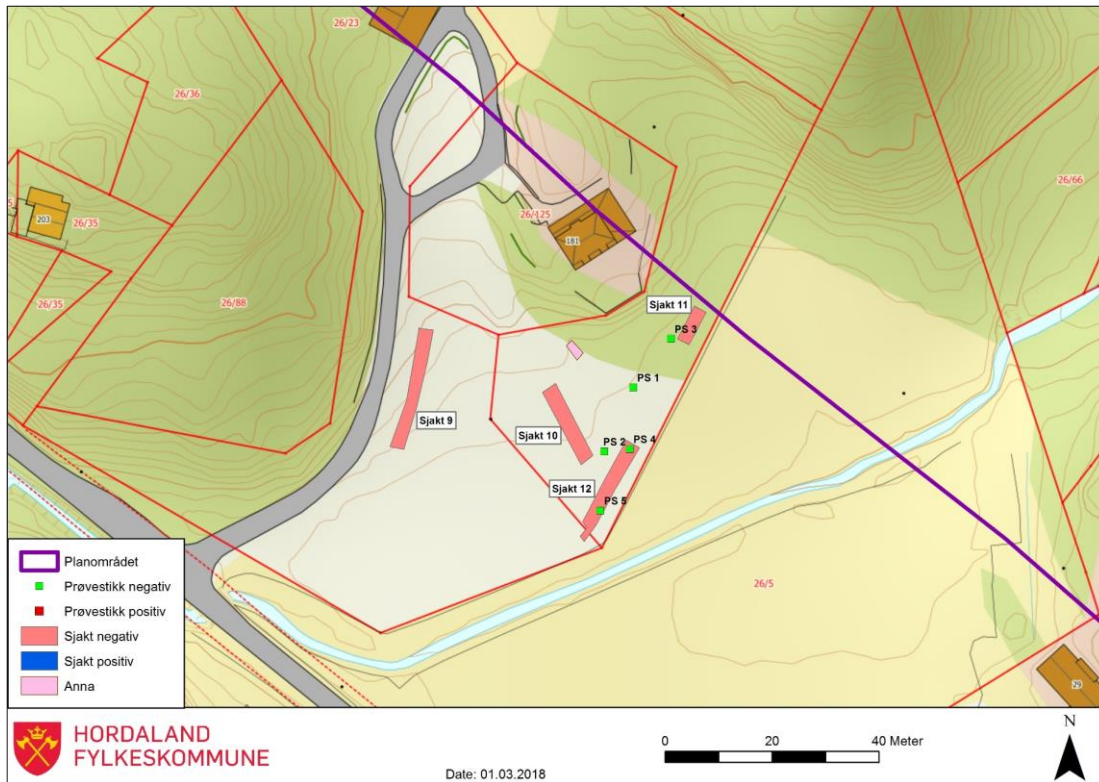 26/23
26/36
26/66
26/35
203
26/35
26/125
181
26/35
26/88
Sjakt 11
PS 3
PS 1
Sjakt 9
Sjakt 10
PS 2
PS 4
Sjakt 12
PS 5
26/5
29
Planområdet
Prøvestikk negativ
Prøvestikk positiv
Sjakt negativ
Sjakt positiv
Anna
HORDALAND
FYLKESKOMMUNE
Date: 01.03.2018
0 20 40 Meter
N